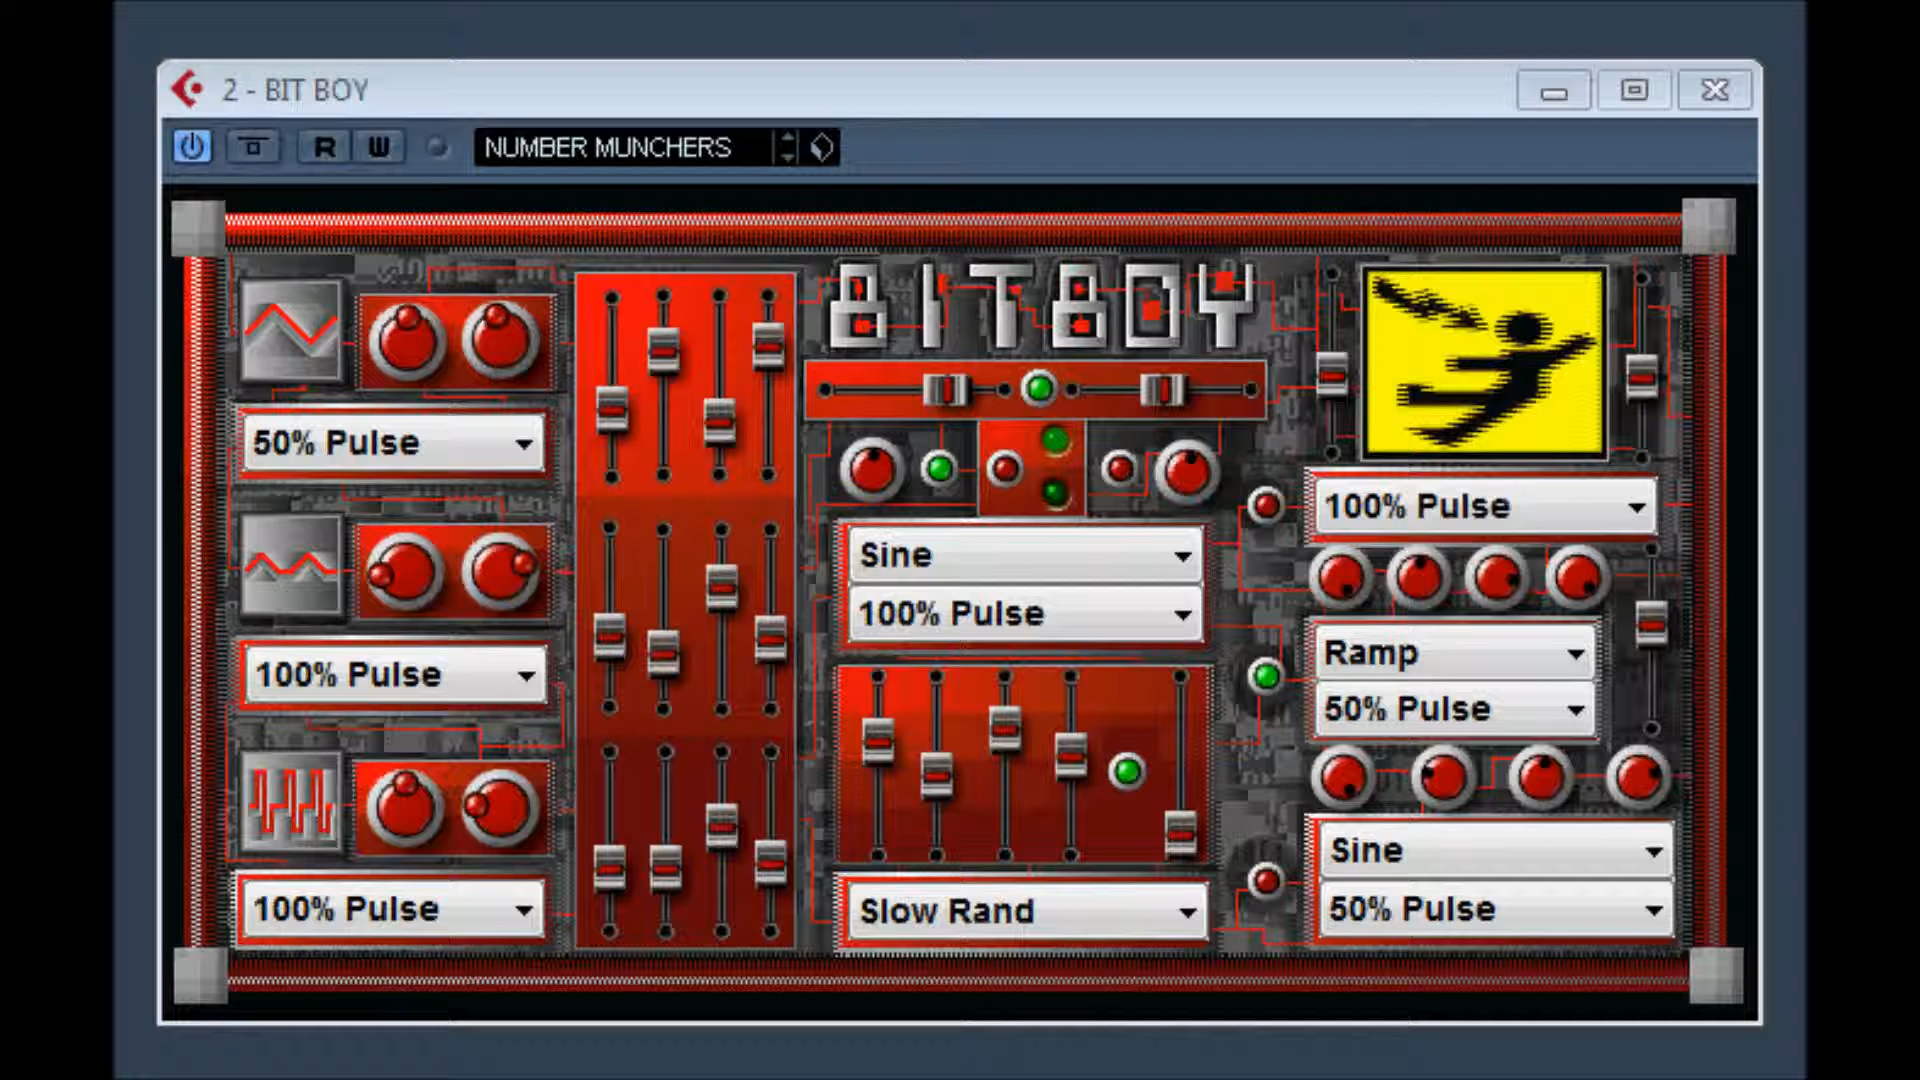 2 - BIT BOY
R W NUMBER MUNCHERS
BITBOY
50% Pulse
100% Pulse
100% Pulse
Sine
100% Pulse
Slow Rand
100% Pulse
Ramp
50% Pulse
Sine
50% Pulse